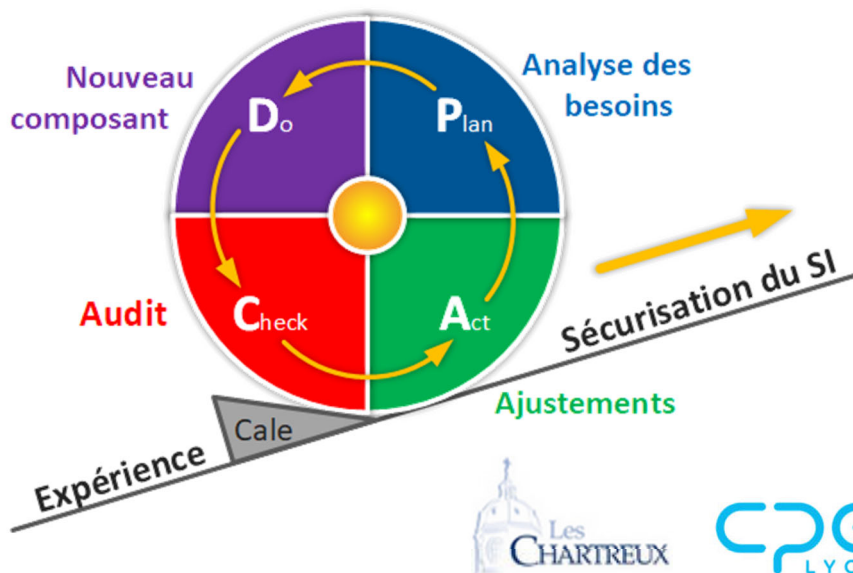 Nouveau
composant
Analyse des
besoins
Do
Plan
Audit
Check
Act
Sécurisation du SI
Ajustements
Cale
Expérience
Les
CHARTREUX